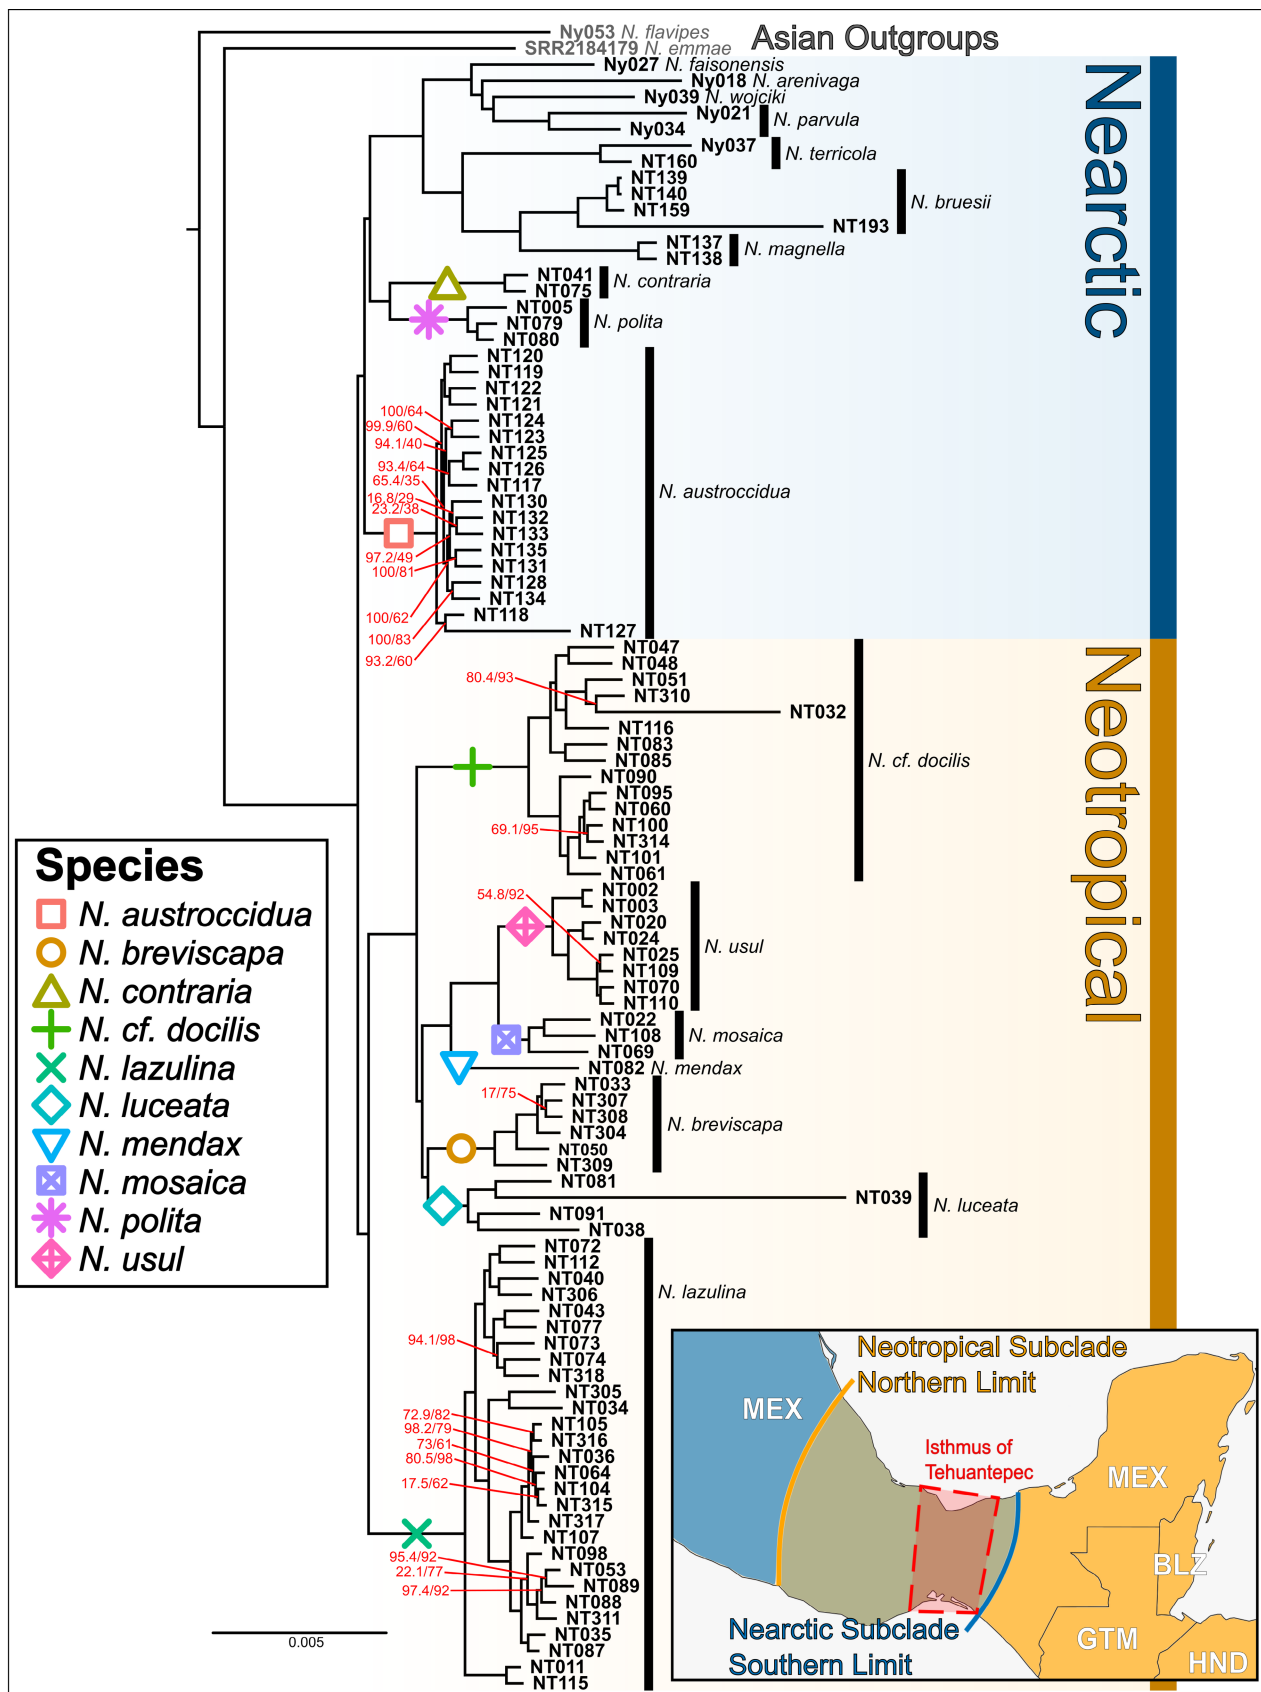 Ny053 N. flavipes
SRR2184179 N. emmae
Asian Outgroups
Nearctic
Ny027 N. faisonensis
Ny018 N. arenivaga
Ny039 N. wojciki
Ny021
Ny034
N. parvula
Ny037
NT160
N. terricola
NT139
NT140
NT159
NT193
N. bruesii
NT137
NT138
N. magnella
NT041
NT075
N. contraria
NT005
NT079
NT080
N. polita
NT120
NT119
NT122
NT121
NT124
NT123
NT125
NT126
NT117
NT130
NT132
NT133
NT135
NT131
NT128
NT134
NT118
NT127
N. austroccidua
100/64
99.9/60
94.1/40
93.4/64
65.4/35
16.8/29
23.2/38
97.2/49
100/81
100/62
100/83
93.2/60
Neotropical
NT047
NT048
NT051
NT310
NT032
NT116
NT083
NT085
NT090
NT095
NT060
NT100
NT314
NT101
NT061
N. cf. docilis
80.4/93
69.1/95
NT002
NT003
NT020
NT024
NT025
NT109
NT070
NT110
N. usul
54.8/92
NT022
NT108
NT069
N. mosaica
NT082 N. mendax
NT033
NT307
NT308
NT304
NT050
NT309
N. breviscapa
17/75
NT081
NT039
NT091
NT038
N. luceata
NT072
NT112
NT040
NT306
NT043
NT077
NT073
NT074
NT318
NT305
NT034
NT105
NT316
NT036
NT064
NT104
NT315
NT317
NT107
NT098
NT053
NT089
NT088
NT311
NT035
NT087
NT011
NT115
N. lazulina
94.1/98
72.9/82
98.2/79
73/61
80.5/98
17.5/62
95.4/92
22.1/77
97.4/92
Species
N. austroccidua
N. breviscapa
N. contraria
N. cf. docilis
N. lazulina
N. luceata
N. mendax
N. mosaica
N. polita
N. usul
0.005
Neotropical Subclade
Northern Limit
MEX
Isthmus of
Tehuantepec
MEX
BLZ
GTM
HND
Nearctic Subclade
Southern Limit